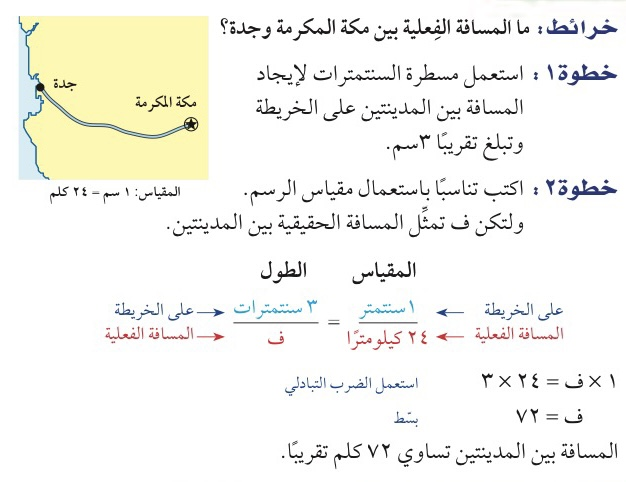 خرائط: ما المسافة الفِعلية بين مكة المكرمة وجدة؟
خطوة١: استعمل مسطرة السنتمترات لإيجاد
المسافة بين المدينتين على الخريطة
وتبلغ تقريبًا ٣سم.
جدة
مكة المكرمة
المقياس: ١ سم = ٢٤ كلم
خطوة٢: اكتب تناسبًا باستعمال مقياس الرسم.
ولتكن ف تمثِّل المسافة الحقيقية بين المدينتين.
المقياس الطول
على الخريطة ← ١ سنتمتر / ٢٤ كيلومترًا = ٣ سنتمترات / ف → على الخريطة
المسافة الفعلية ← → المسافة الفعلية
١ × ف = ٢٤ × ٣ استعمل الضرب التبادلي
ف = ٧٢ بسّط
المسافة بين المدينتين تساوي ٧٢ كلم تقريبًا.